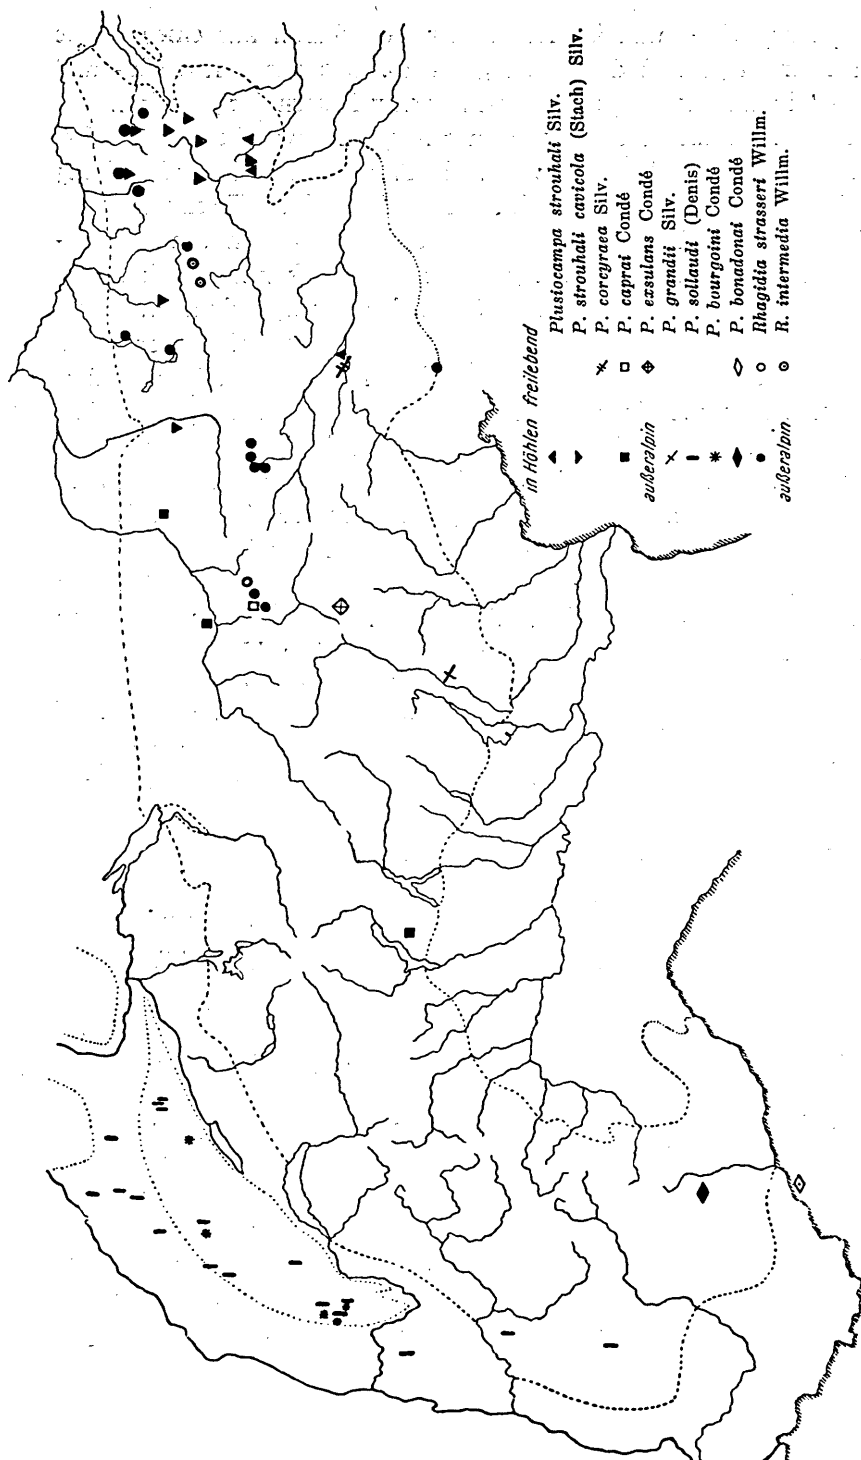 in Höhlen freilebend
▲ Plusiocampa strouhali Silv.
▼ P. strouhali cavicola (Stach) Silv.
P. corcyraea Silv.
■ □ P. caprai Condé
außeralpin ⌖ P. exsulans Condé
P. grandii Silv.
P. sollaudi (Denis)
P. bourgoini Condé
◆ ◇ P. bonadonai Condé
● ○ Rhagidia strasseri Willm.
außeralpin ⊙ R. intermedia Willm.